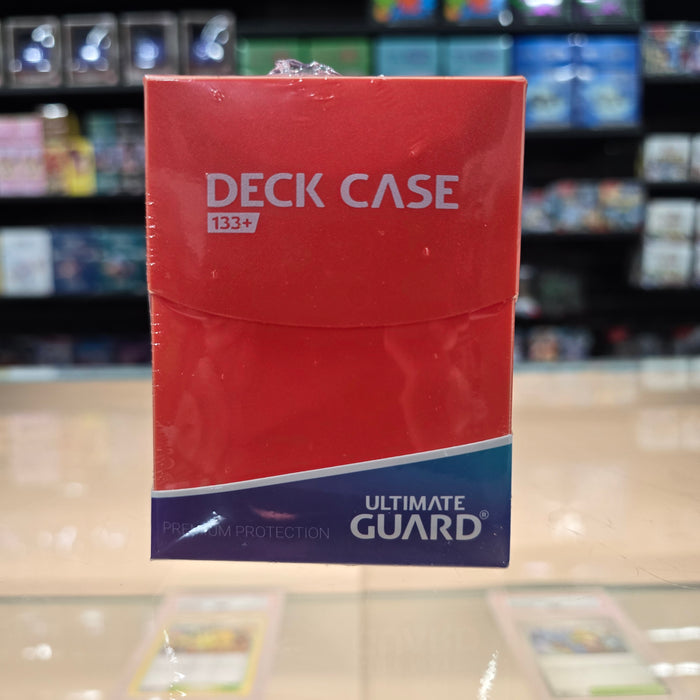 DECK CASE
133+
ULTIMATE
GUARD®
PREMIUM PROTECTION